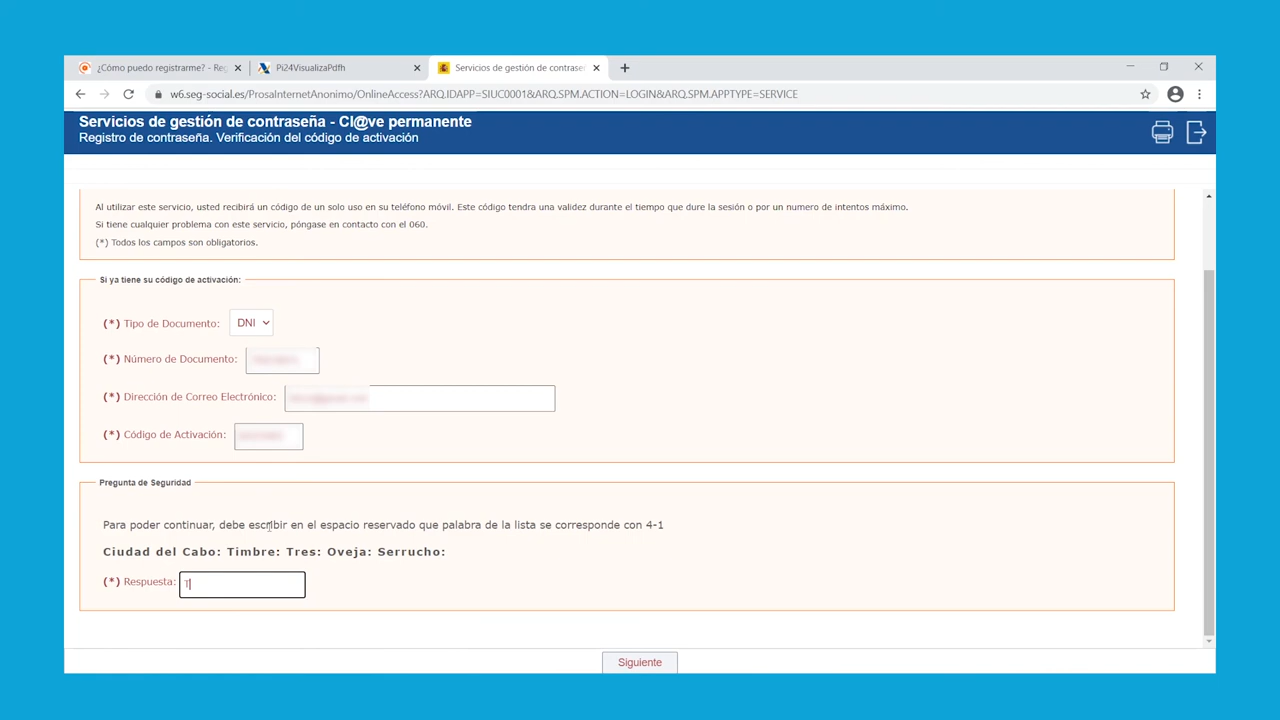 ¿Cómo puedo registrarme? - Re
Pi24VisualizaPdfh
Servicios de gestión de contrase
w6.seg-social.es/ProsaInternetAnonimo/OnlineAccess?ARQ.IDAPP=SIUC0001&ARQ.SPM.ACTION=LOGIN&ARQ.SPM.APPTYPE=SERVICE
Servicios de gestión de contraseña - Cl@ve permanente
Registro de contraseña. Verificación del código de activación
Al utilizar este servicio, usted recibirá un código de un solo uso en su teléfono móvil. Este código tendra una validez durante el tiempo que dure la sesión o por un numero de intentos máximo.
Si tiene cualquier problema con este servicio, póngase en contacto con el 060.
(*) Todos los campos son obligatorios.
Si ya tiene su código de activación:
(*) Tipo de Documento: DNI
(*) Número de Documento:
(*) Dirección de Correo Electrónico:
(*) Código de Activación:
Pregunta de Seguridad
Para poder continuar, debe escribir en el espacio reservado que palabra de la lista se corresponde con 4-1
Ciudad del Cabo: Timbre: Tres: Oveja: Serrucho:
(*) Respuesta: T
Siguiente